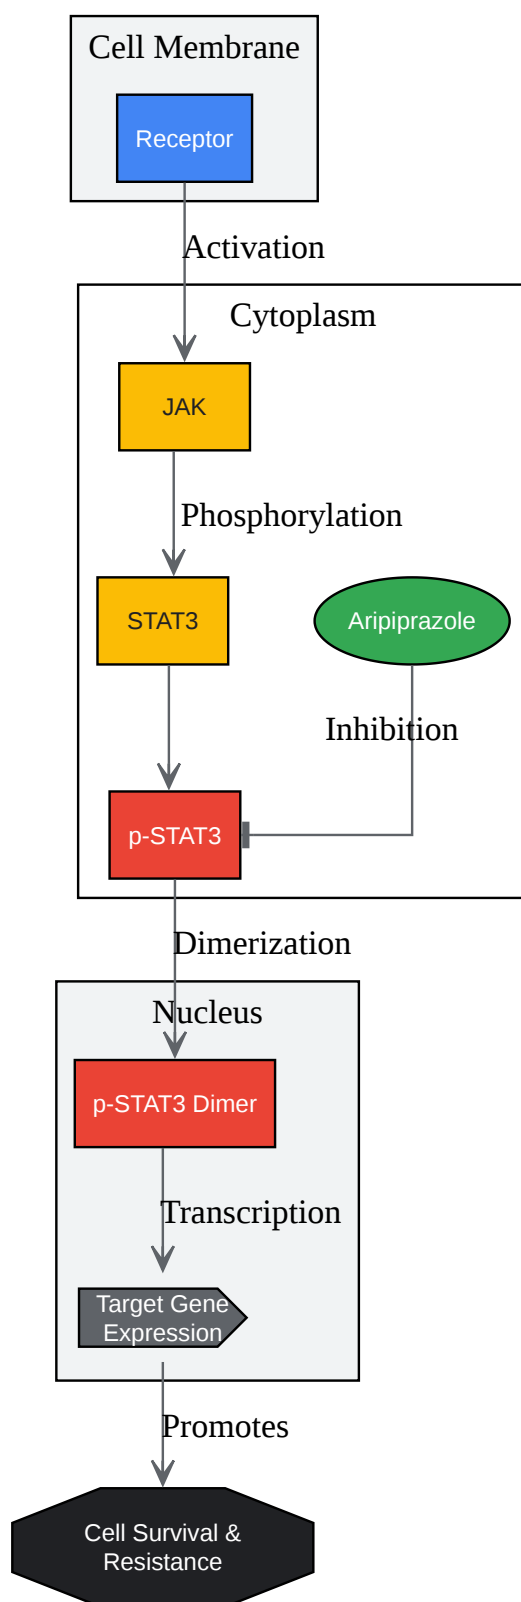 Cell Membrane
Receptor
Activation
Cytoplasm
JAK
Phosphorylation
STAT3
Aripiprazole
Inhibition
p-STAT3
Dimerization
Nucleus
p-STAT3 Dimer
Transcription
Target Gene
Expression
Promotes
Cell Survival &
Resistance